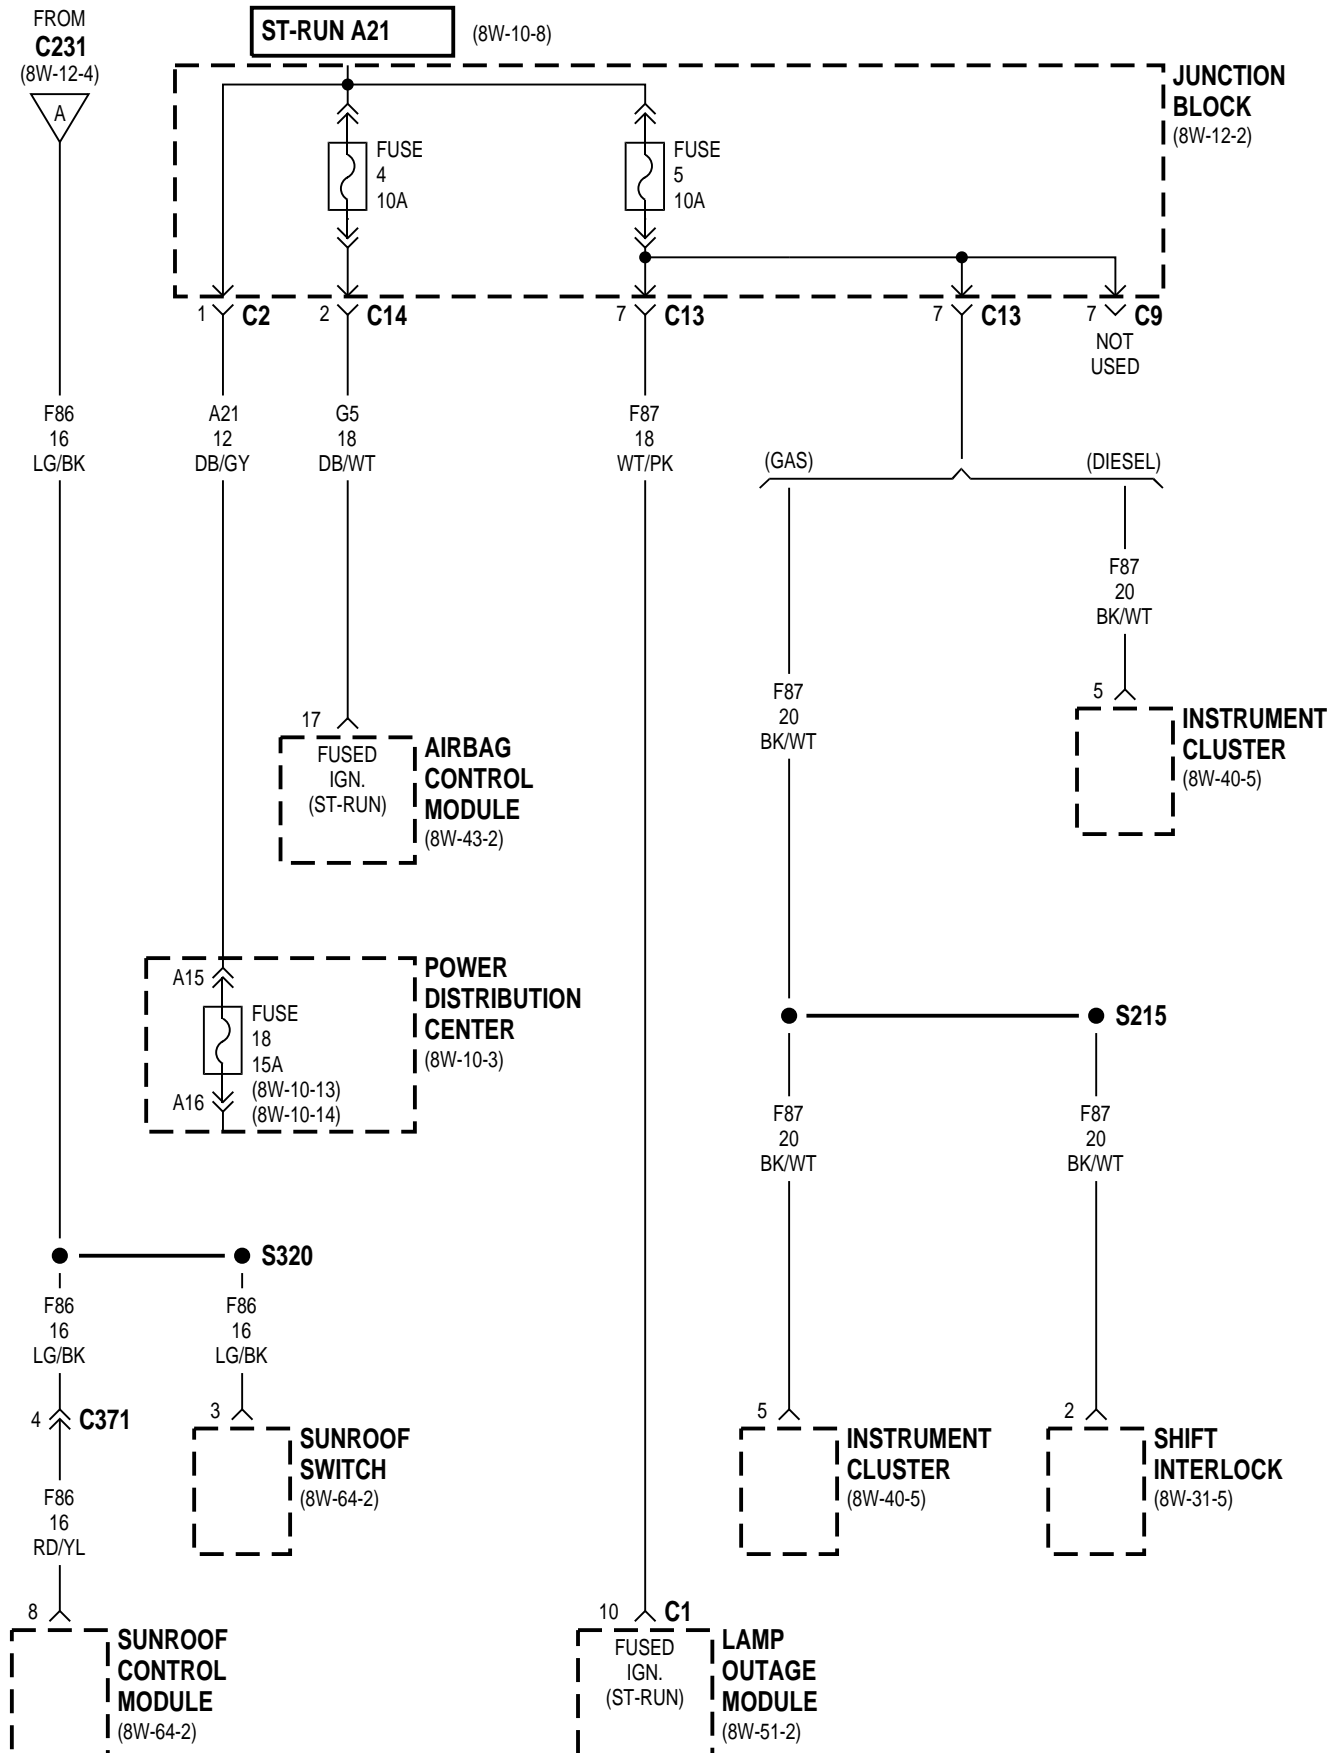 FROM
C231
(8W-12-4)
A
ST-RUN A21
(8W-10-8)
JUNCTION
BLOCK
(8W-12-2)
FUSE
4
10A
FUSE
5
10A
1 C2
2 C14
7 C13
7 C13
7 C9
NOT
USED
F86
16
LG/BK
A21
12
DB/GY
G5
18
DB/WT
F87
18
WT/PK
(GAS)
(DIESEL)
F87
20
BK/WT
F87
20
BK/WT
5
INSTRUMENT
CLUSTER
(8W-40-5)
17
FUSED
IGN.
(ST-RUN)
AIRBAG
CONTROL
MODULE
(8W-43-2)
A15
FUSE
18
15A
(8W-10-13)
(8W-10-14)
A16
POWER
DISTRIBUTION
CENTER
(8W-10-3)
S215
F87
20
BK/WT
F87
20
BK/WT
S320
F86
16
LG/BK
F86
16
LG/BK
4 C371
3
SUNROOF
SWITCH
(8W-64-2)
5
INSTRUMENT
CLUSTER
(8W-40-5)
2
SHIFT
INTERLOCK
(8W-31-5)
F86
16
RD/YL
8
SUNROOF
CONTROL
MODULE
(8W-64-2)
10 C1
FUSED
IGN.
(ST-RUN)
LAMP
OUTAGE
MODULE
(8W-51-2)